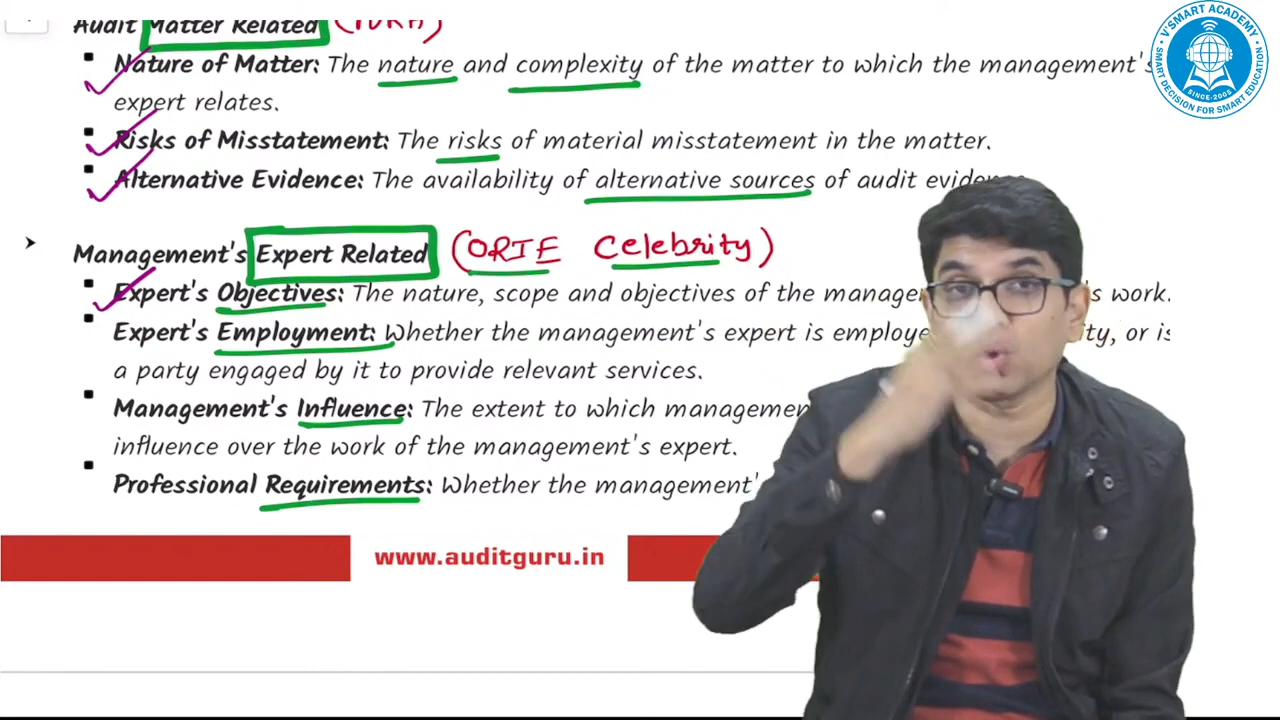 Audit Matter Related
Nature of Matter: The nature and complexity of the matter to which the management's
expert relates.
Risks of Misstatement: The risks of material misstatement in the matter.
Alternative Evidence: The availability of alternative sources of audit evidence
Management's Expert Related (ORIE Celebrity)
Expert's Objectives: The nature, scope and objectives of the 's work.
Expert's Employment: Whether the management's expert is or is
a party engaged by it to provide relevant services.
Management's Influence: The extent to which
influence over the work of the management's expert.
Professional Requirements: Whether the management'
www.auditguru.in
V'SMART ACADEMY
SMART DECISION FOR SMART EDUCATION
SINCE-2005